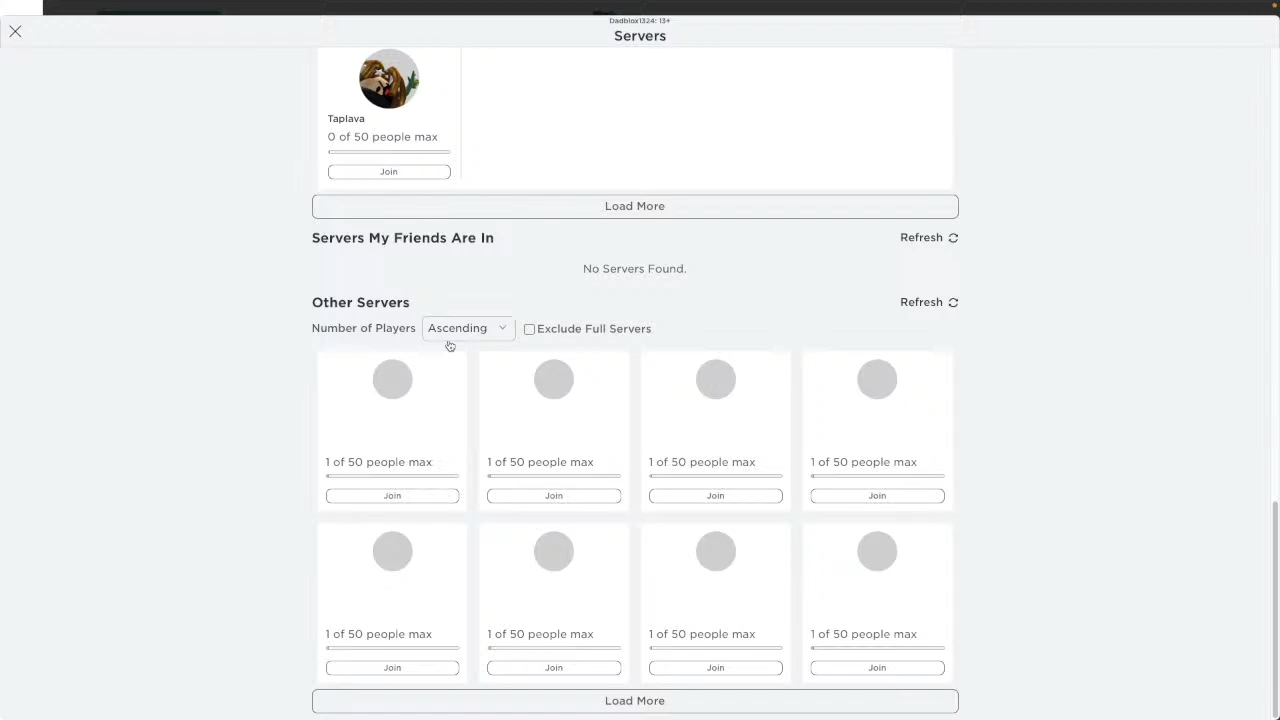 Dadblox1324: 13+
Servers
Taplava
0 of 50 people max
Join
Load More
Servers My Friends Are In
Refresh
No Servers Found.
Other Servers
Refresh
Number of Players
Ascending
Exclude Full Servers
1 of 50 people max
1 of 50 people max
1 of 50 people max
1 of 50 people max
Join
Join
Join
Join
1 of 50 people max
1 of 50 people max
1 of 50 people max
1 of 50 people max
Join
Join
Join
Join
Load More